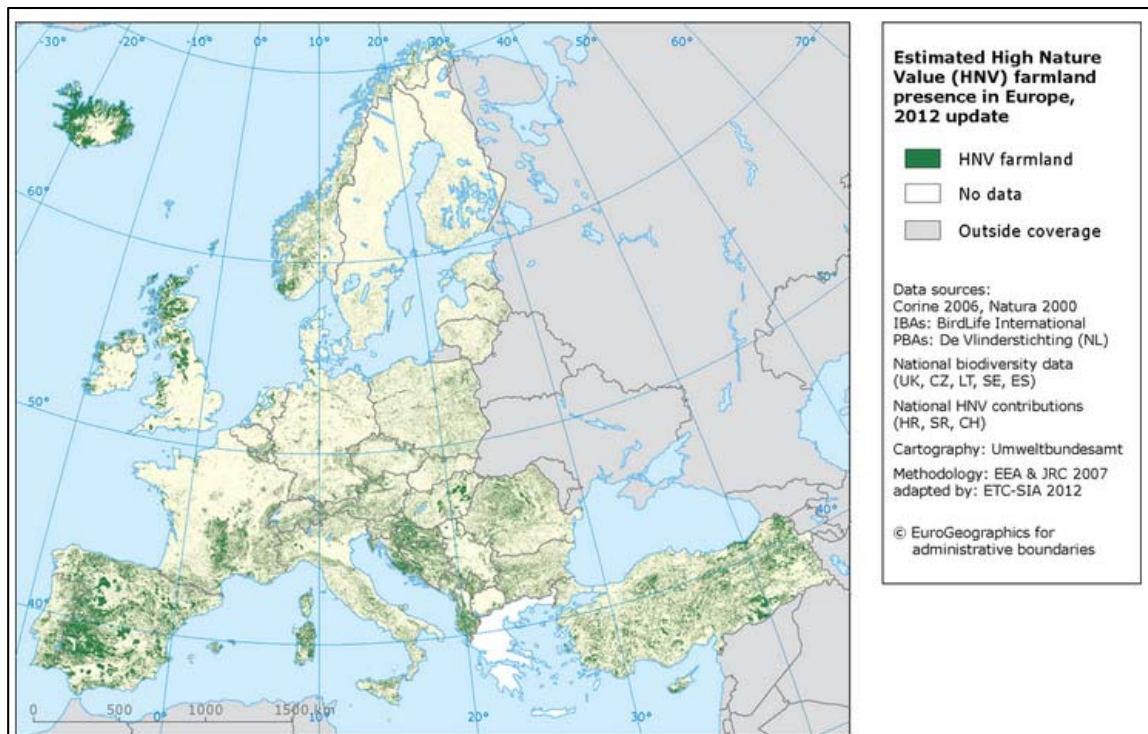 -30°
-20°
-10°
0°
10°
20°
30°
40°
50°
60°
70°
60°
50°
50°
40°
40°
0
500
1000
1500 km
0°
10°
20°
30°
40°
Estimated High Nature
Value (HNV) farmland
presence in Europe,
2012 update
HNV farmland
No data
Outside coverage
Data sources:
Corine 2006, Natura 2000
IBAs: BirdLife International
PBAs: De Vlinderstichting (NL)
National biodiversity data
(UK, CZ, LT, SE, ES)
National HNV contributions
(HR, SR, CH)
Cartography: Umweltbundesamt
Methodology: EEA & JRC 2007
adapted by: ETC-SIA 2012
© EuroGeographics for
administrative boundaries